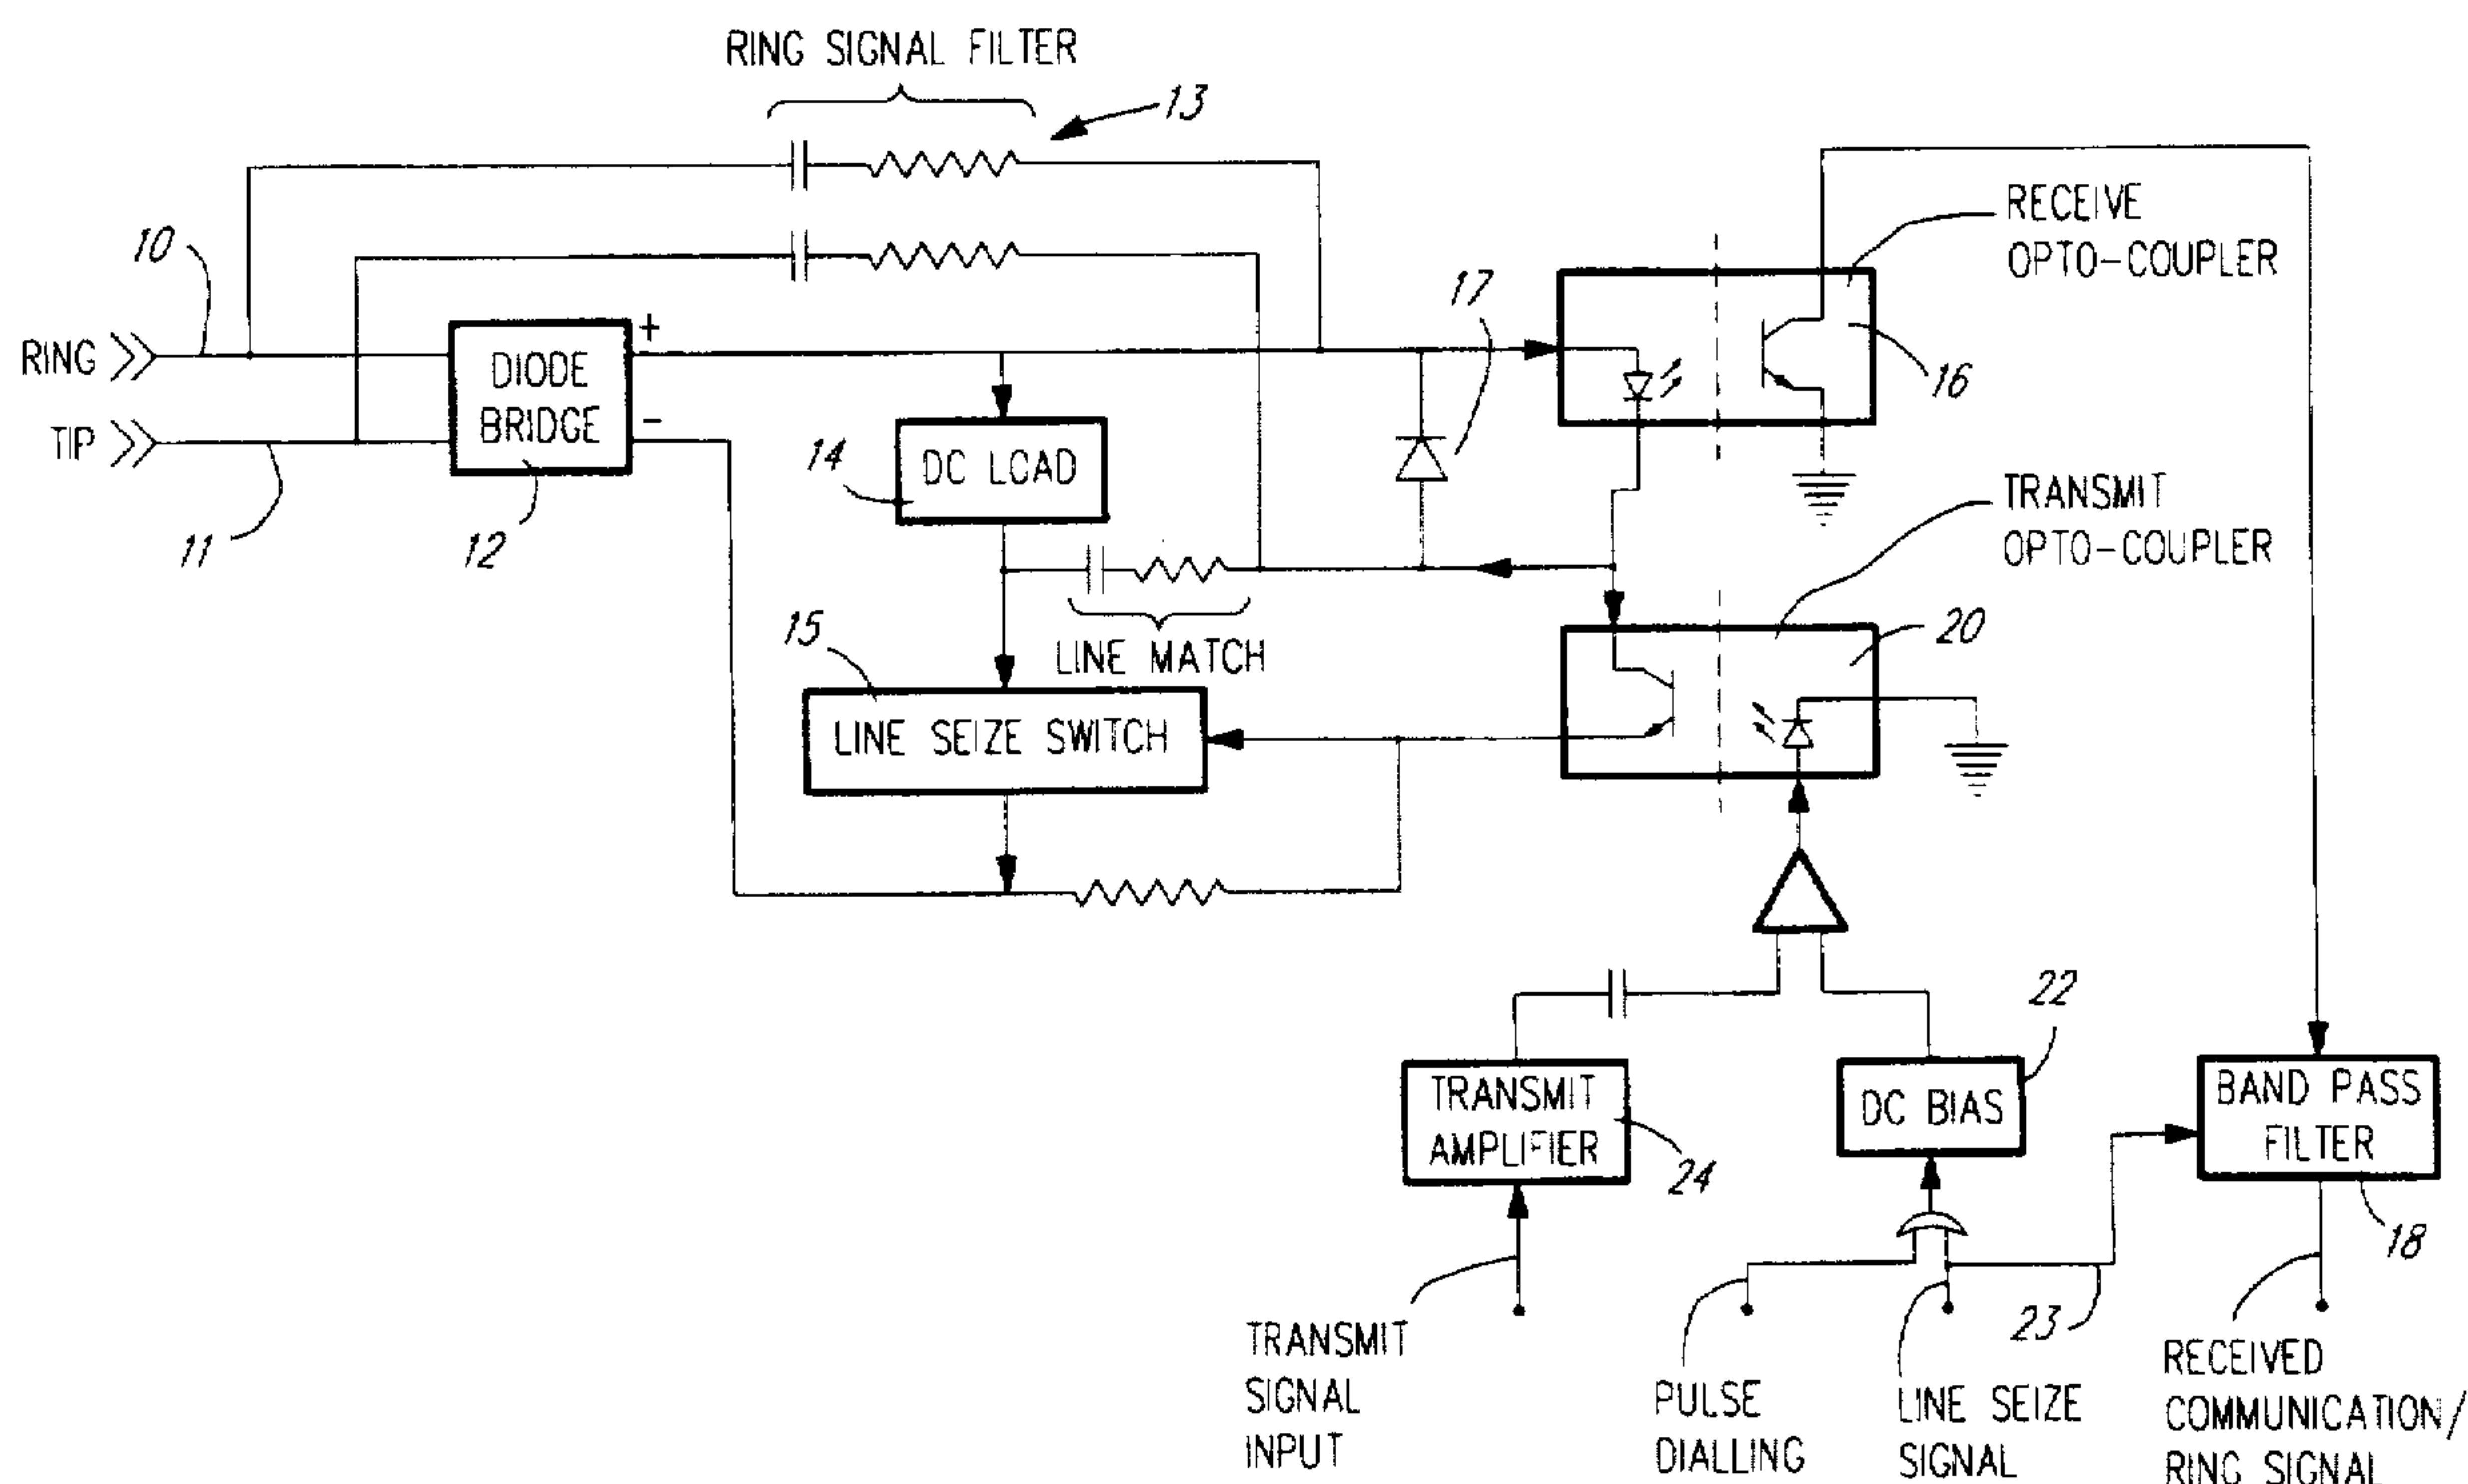 RING SIGNAL FILTER
13
10
RECEIVE
OPTO-COUPLER
17
16
RING
TIP
DIODE
BRIDGE
+
-
11
12
14
DC LOAD
TRANSMIT
OPTO-COUPLER
20
15
LINE MATCH
LINE SEIZE SWITCH
22
TRANSMIT
AMPLIFIER
24
DC BIAS
BAND PASS
FILTER
18
23
TRANSMIT
SIGNAL
INPUT
PULSE
DIALLING
LINE SEIZE
SIGNAL
RECEIVED
COMMUNICATION/
RING SIGNAL